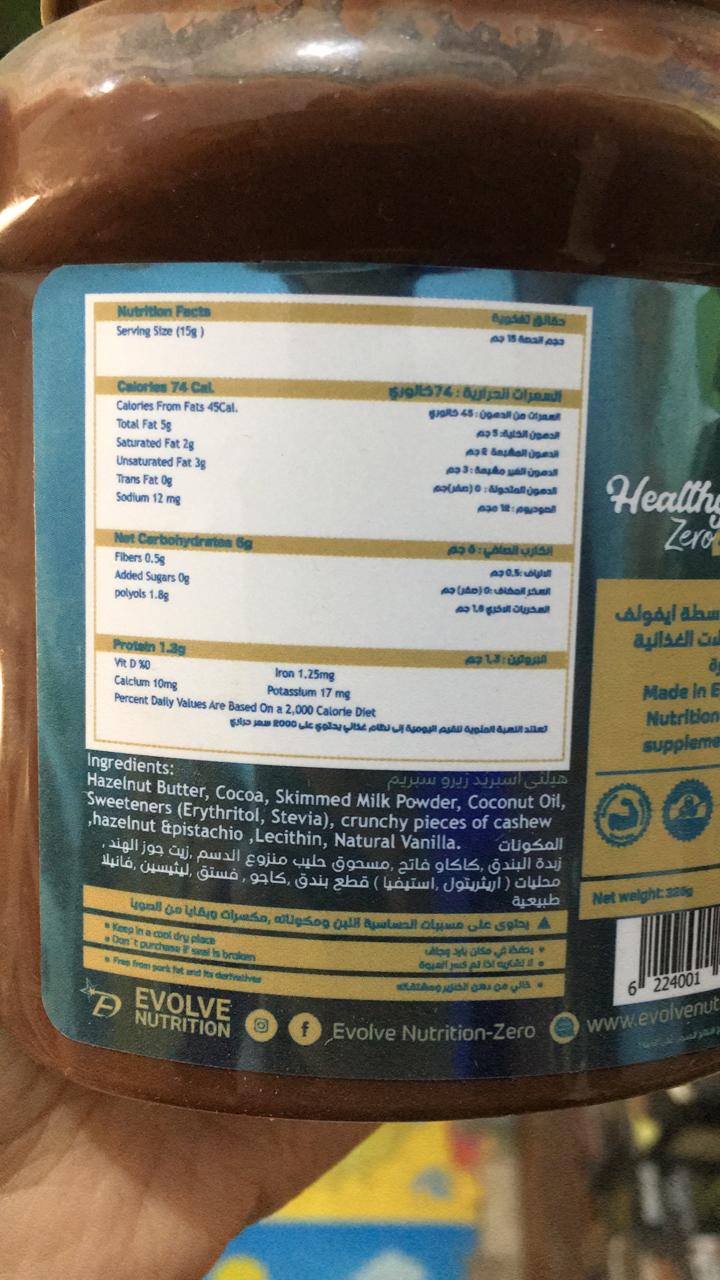 Nutrition Facts
حقائق تغذوية
Serving Size (15g )
حجم الحصة 15 جم
Calories 74 Cal.
السعرات الحرارية : 74 كالوري
Calories From Fats 45Cal.
السعرات من الدهون : 45 كالوري
Total Fat 5g
الدهون الكلية: 5 جم
Saturated Fat 2g
الدهون المشبعة 2 جم
Unsaturated Fat 3g
الدهون الغير مشبعة : 3 جم
Trans Fat 0g
الدهون المتحولة : 0 (صفر) جم
Sodium 12 mg
الصوديوم : 12 مجم
Net Carbohydrates 6g
الكارب الصافي : 6 جم
Fibers 0.5g
الالياف :0.5 جم
Added Sugars 0g
السكر المضاف :0 (صفر) جم
polyols 1.8g
السكريات الاخري 1.8 جم
Protein 1.3g
البروتين : 1.3 جم
Vit D %0
Iron 1.25mg
Calcium 10mg
Potassium 17 mg
Percent Daily Values Are Based On a 2,000 Calorie Diet
تعتمد النسبة المئوية للقيم اليومية إلى نظام غذائي يحتوي على 2000 سعر حراري
Ingredients:
هيلثي اسبريد زيرو ستريم
Hazelnut Butter, Cocoa, Skimmed Milk Powder, Coconut Oil,
Sweeteners (Erythritol, Stevia), crunchy pieces of cashew
,hazelnut &pistachio ,Lecithin, Natural Vanilla.
المكونات
زبدة البندق ,كاكاو فاتح ,مسحوق حليب منزوع الدسم ,زيت جوز الهند ,
محليات ( اريثريتول ,استيفيا ) قطع بندق ,كاجو , فستق , ليثيسين ,فانيلا
طبيعية
يحتوى على مسببات الحساسية اللبن ومكوناته ,مكسرات وبقايا من الصويا
• Keep in a cool dry place
• يحفظ في مكان بارد وجاف
• Don't purchase if seal is broken
• لا تشتريه اذا تم كسر العبوة
• Free from pork fat and its derivatives
• خالي من دهن الخنزير ومشتقاته
EVOLVE
NUTRITION
Evolve Nutrition-Zero
www.evolvenut
Healthy
Zero
سطة ايفولف
الغذائية
Made in E
Nutrition
suppleme
Net weight: 325g
6 224001